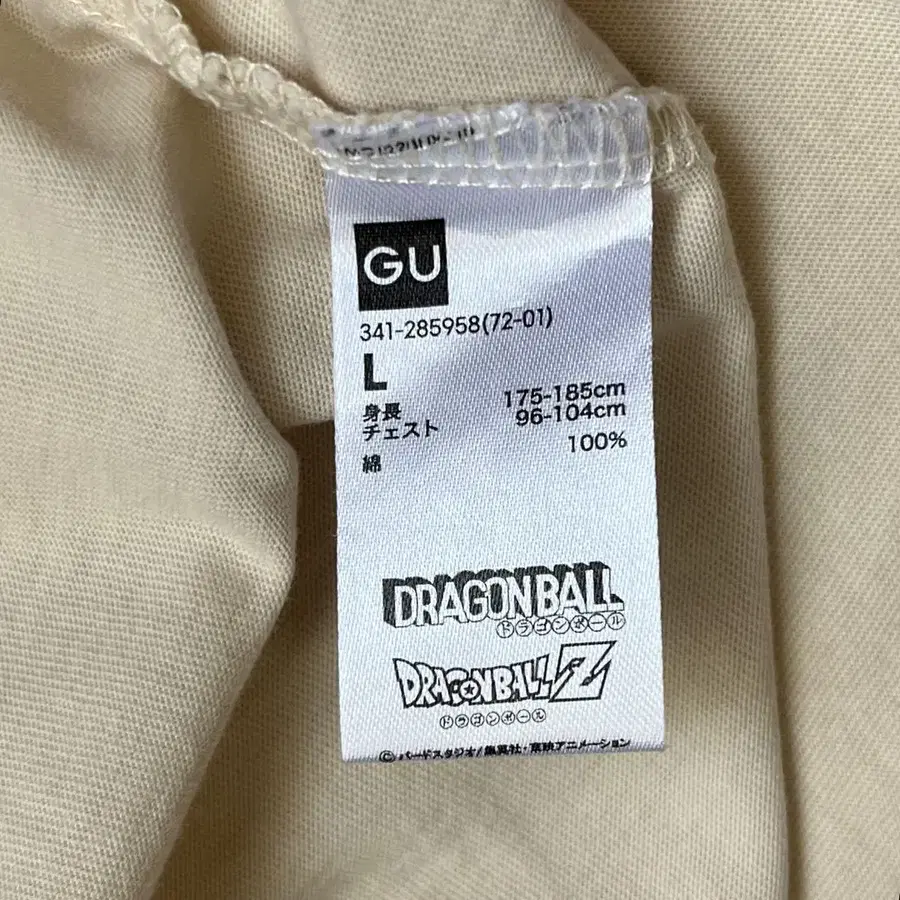 GU
341-285958(72-01)
L
身長 175-185cm
チェスト 96-104cm
綿 100%
DRAGON BALL
ドラゴンボール
DRAGON BALL Z
ドラゴンボール
© バードスタジオ/集英社・東映アニメーション